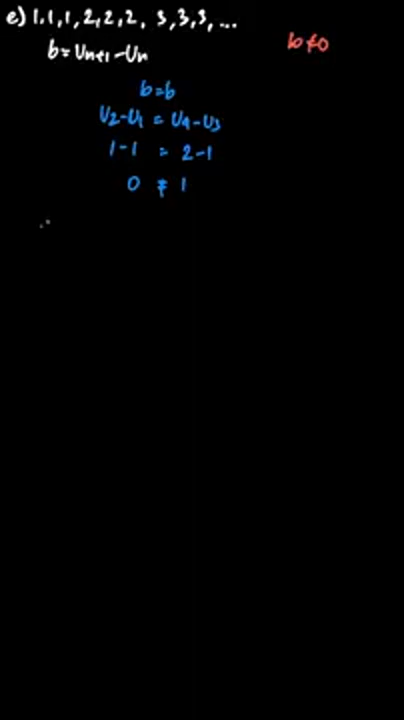 e) 1,1,1,2,2,2, 3,3,3,...
b ≠ 0
b = Un+1 - Un
b = b
U2 - U1 = U4 - U3
1 - 1 = 2 - 1
0 ≠ 1